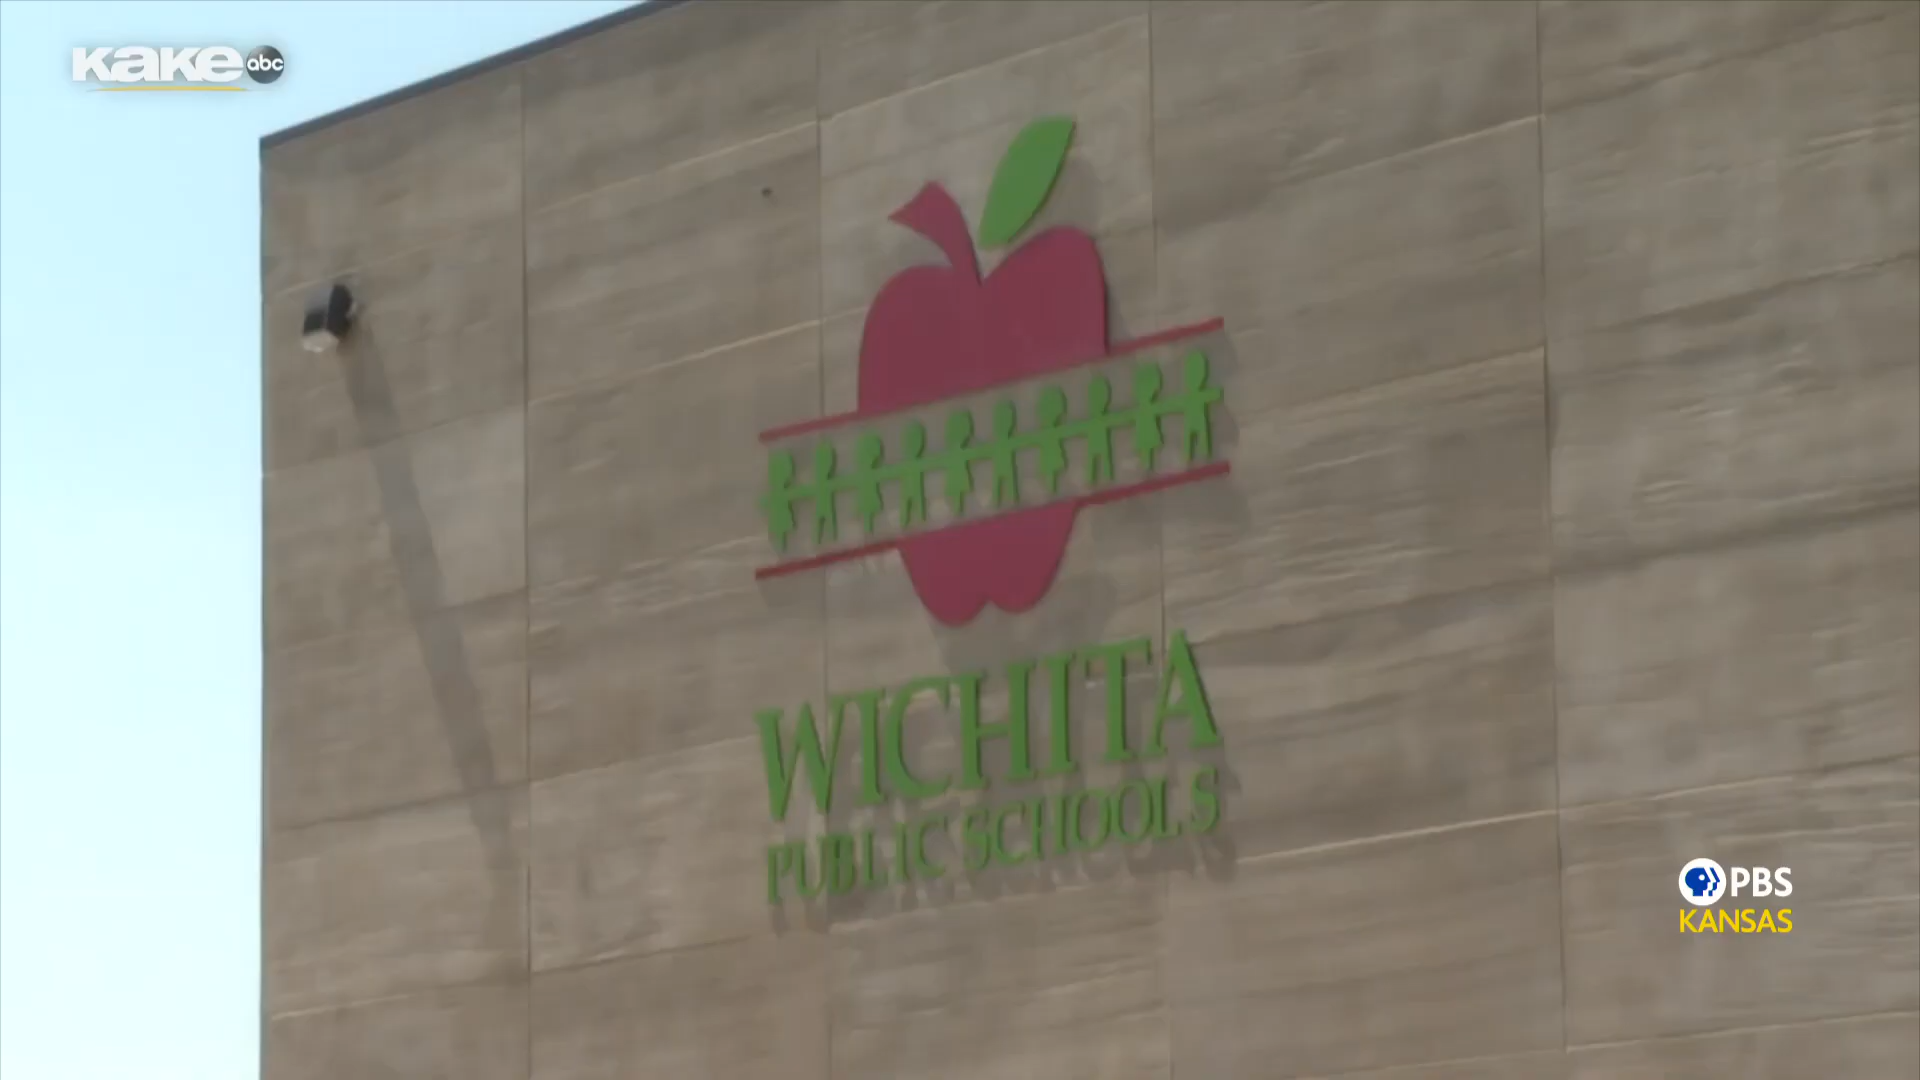 KAKE abc
WICHITA
PUBLIC SCHOOLS
PBS
KANSAS